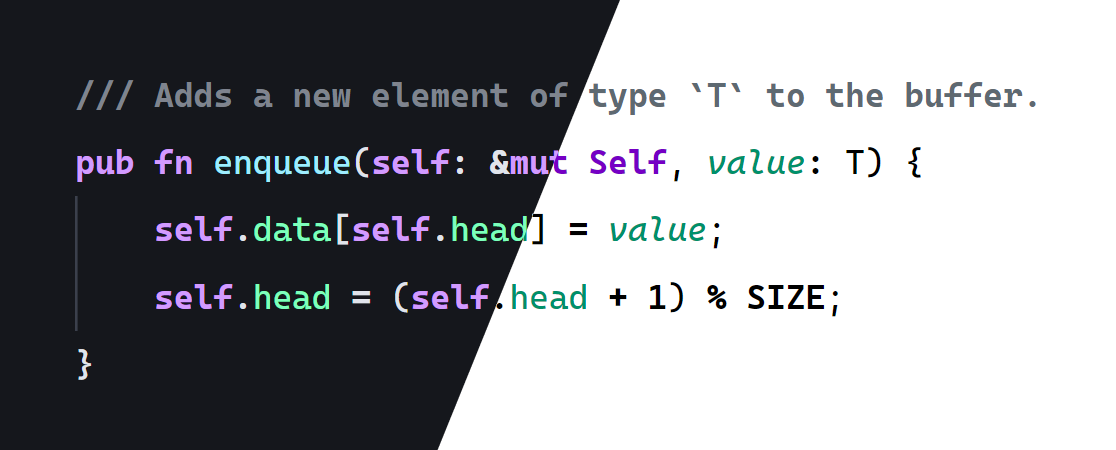 /// Adds a new element of type `T` to the buffer.
pub fn enqueue(self: &mut Self, value: T) {
    self.data[self.head] = value;
    self.head = (self.head + 1) % SIZE;
}